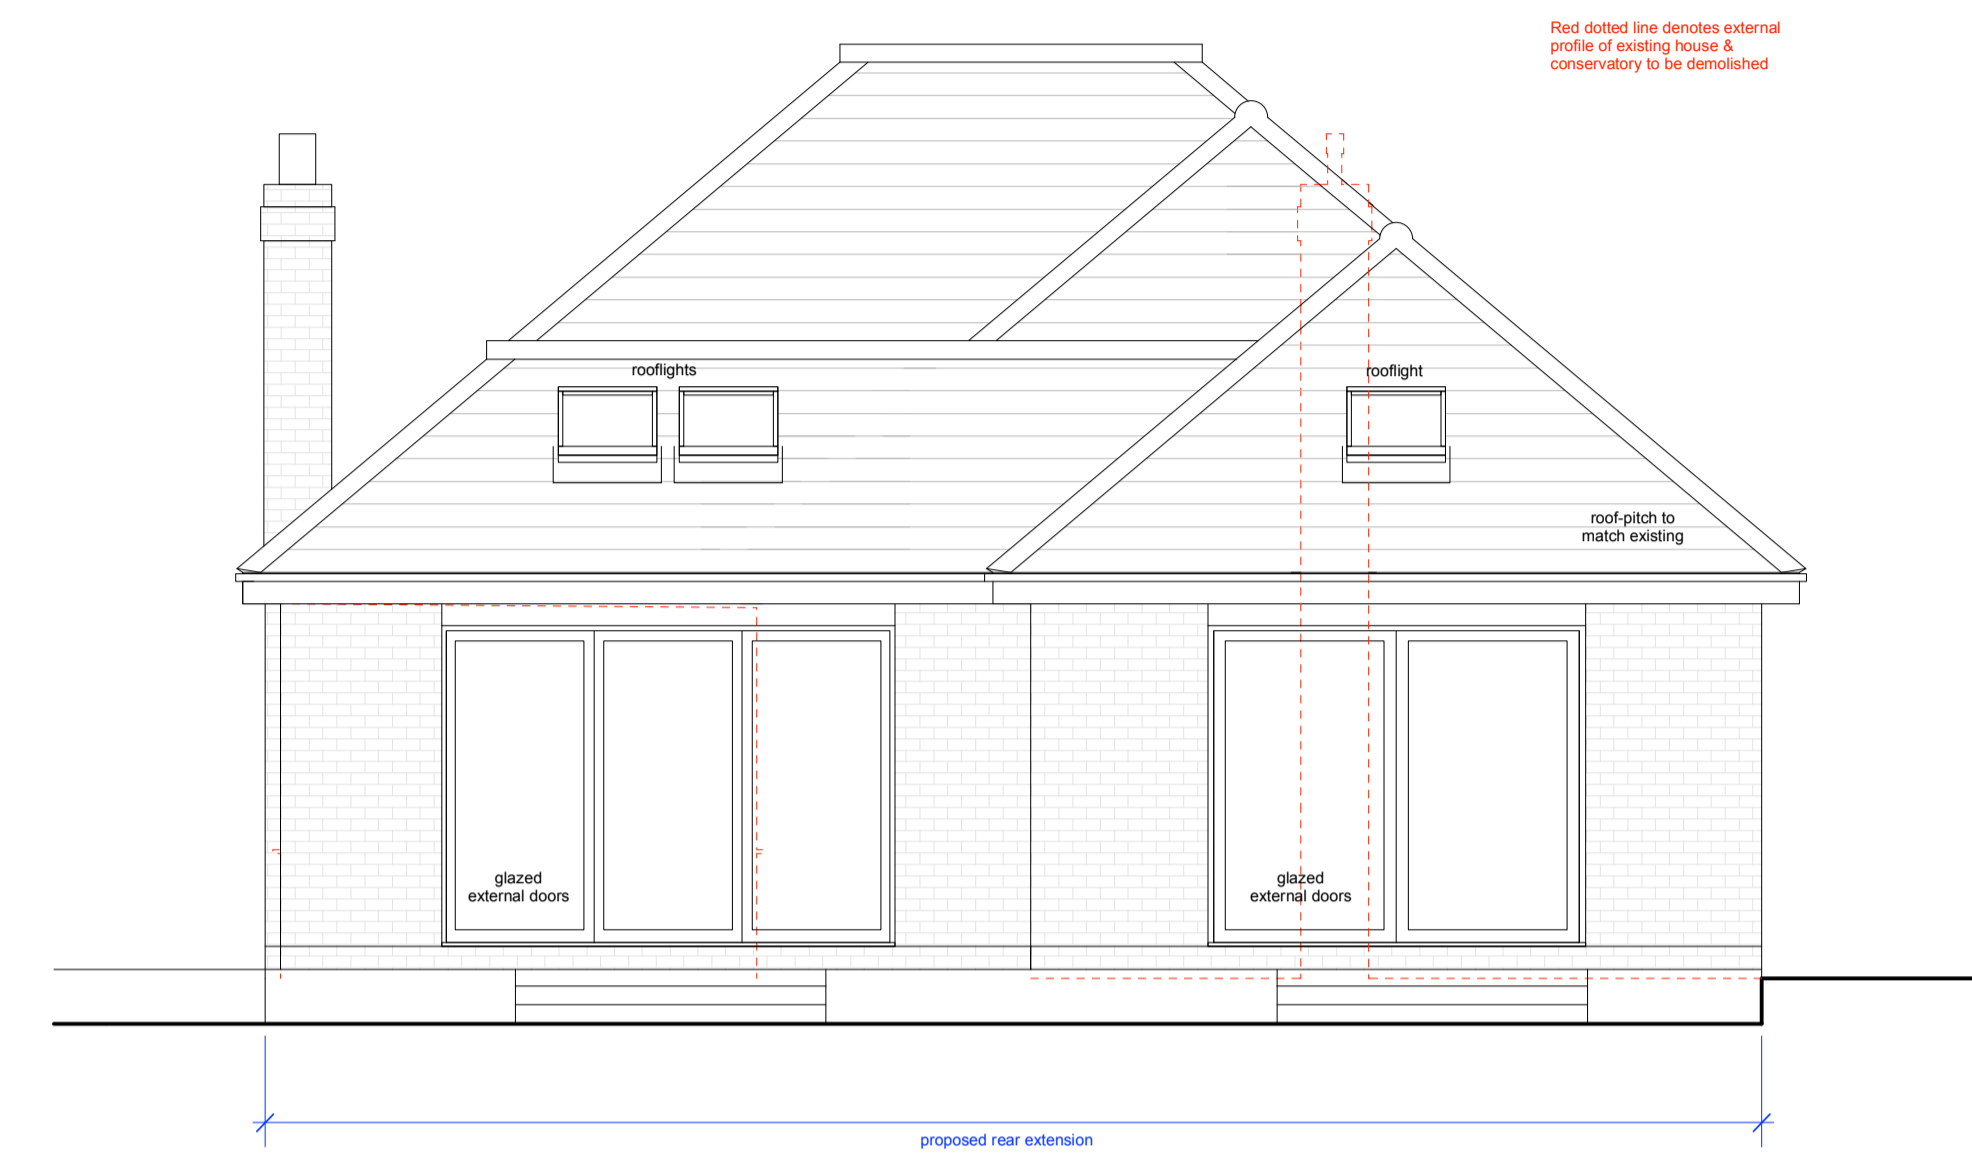 Red dotted line denotes external
profile of existing house &
conservatory to be demolished
rooflights
rooflight
roof-pitch to
match existing
glazed
external doors
glazed
external doors
proposed rear extension